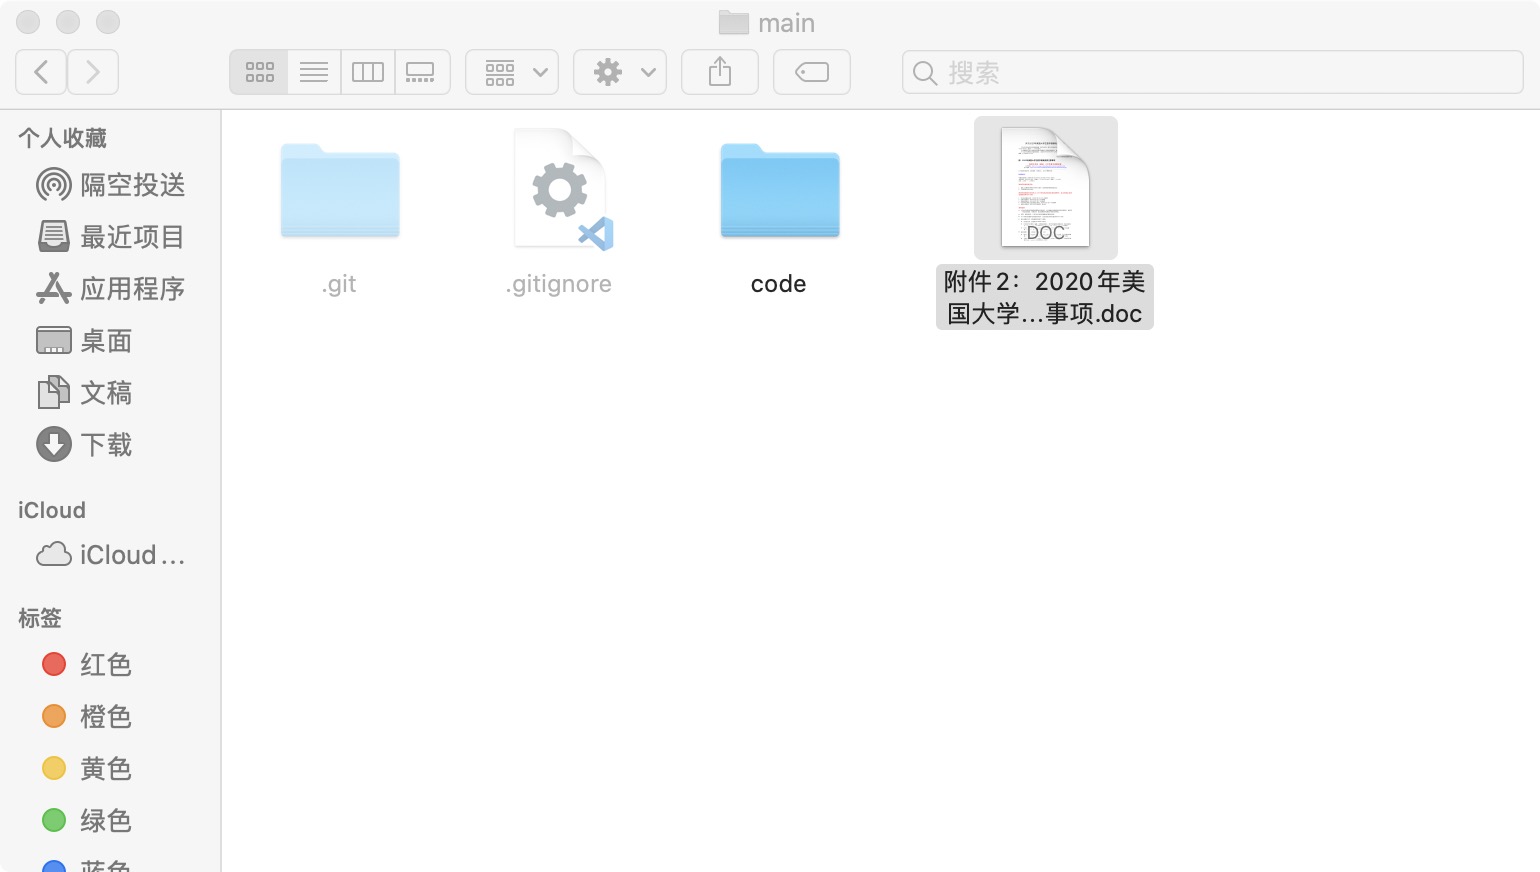 main
搜索
个人收藏
隔空投送
最近项目
应用程序
桌面
文稿
下载
iCloud
iCloud…
标签
红色
橙色
黄色
绿色
蓝色
.git
.gitignore
code
DOC
附件2：2020年美
国大学…事项.doc